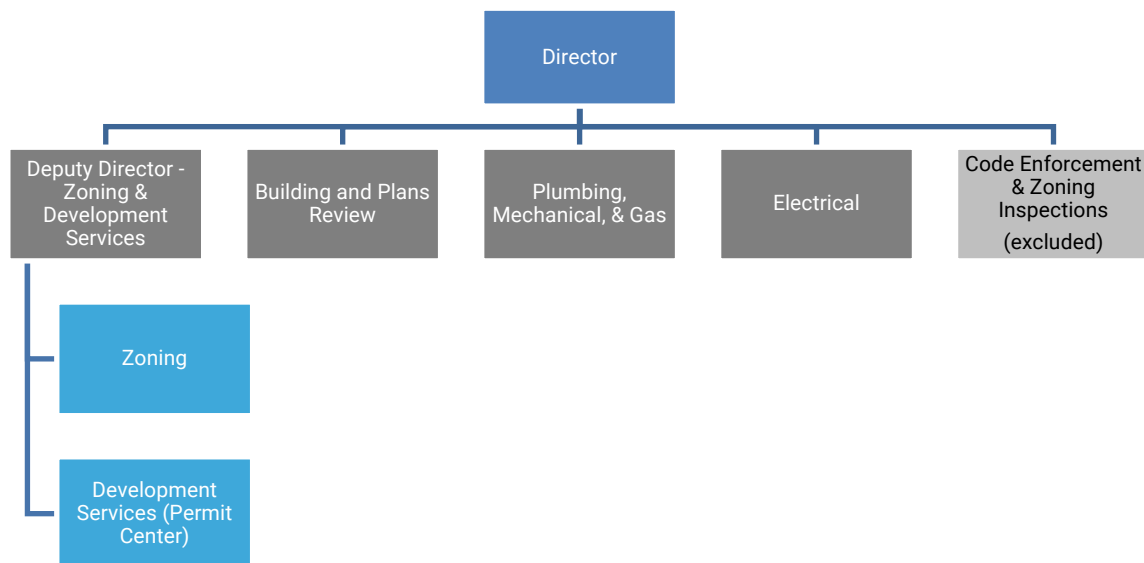 Director
Deputy Director -
Zoning &
Development
Services
Building and Plans
Review
Plumbing,
Mechanical, & Gas
Electrical
Code Enforcement
& Zoning
Inspections
(excluded)
Zoning
Development
Services (Permit
Center)